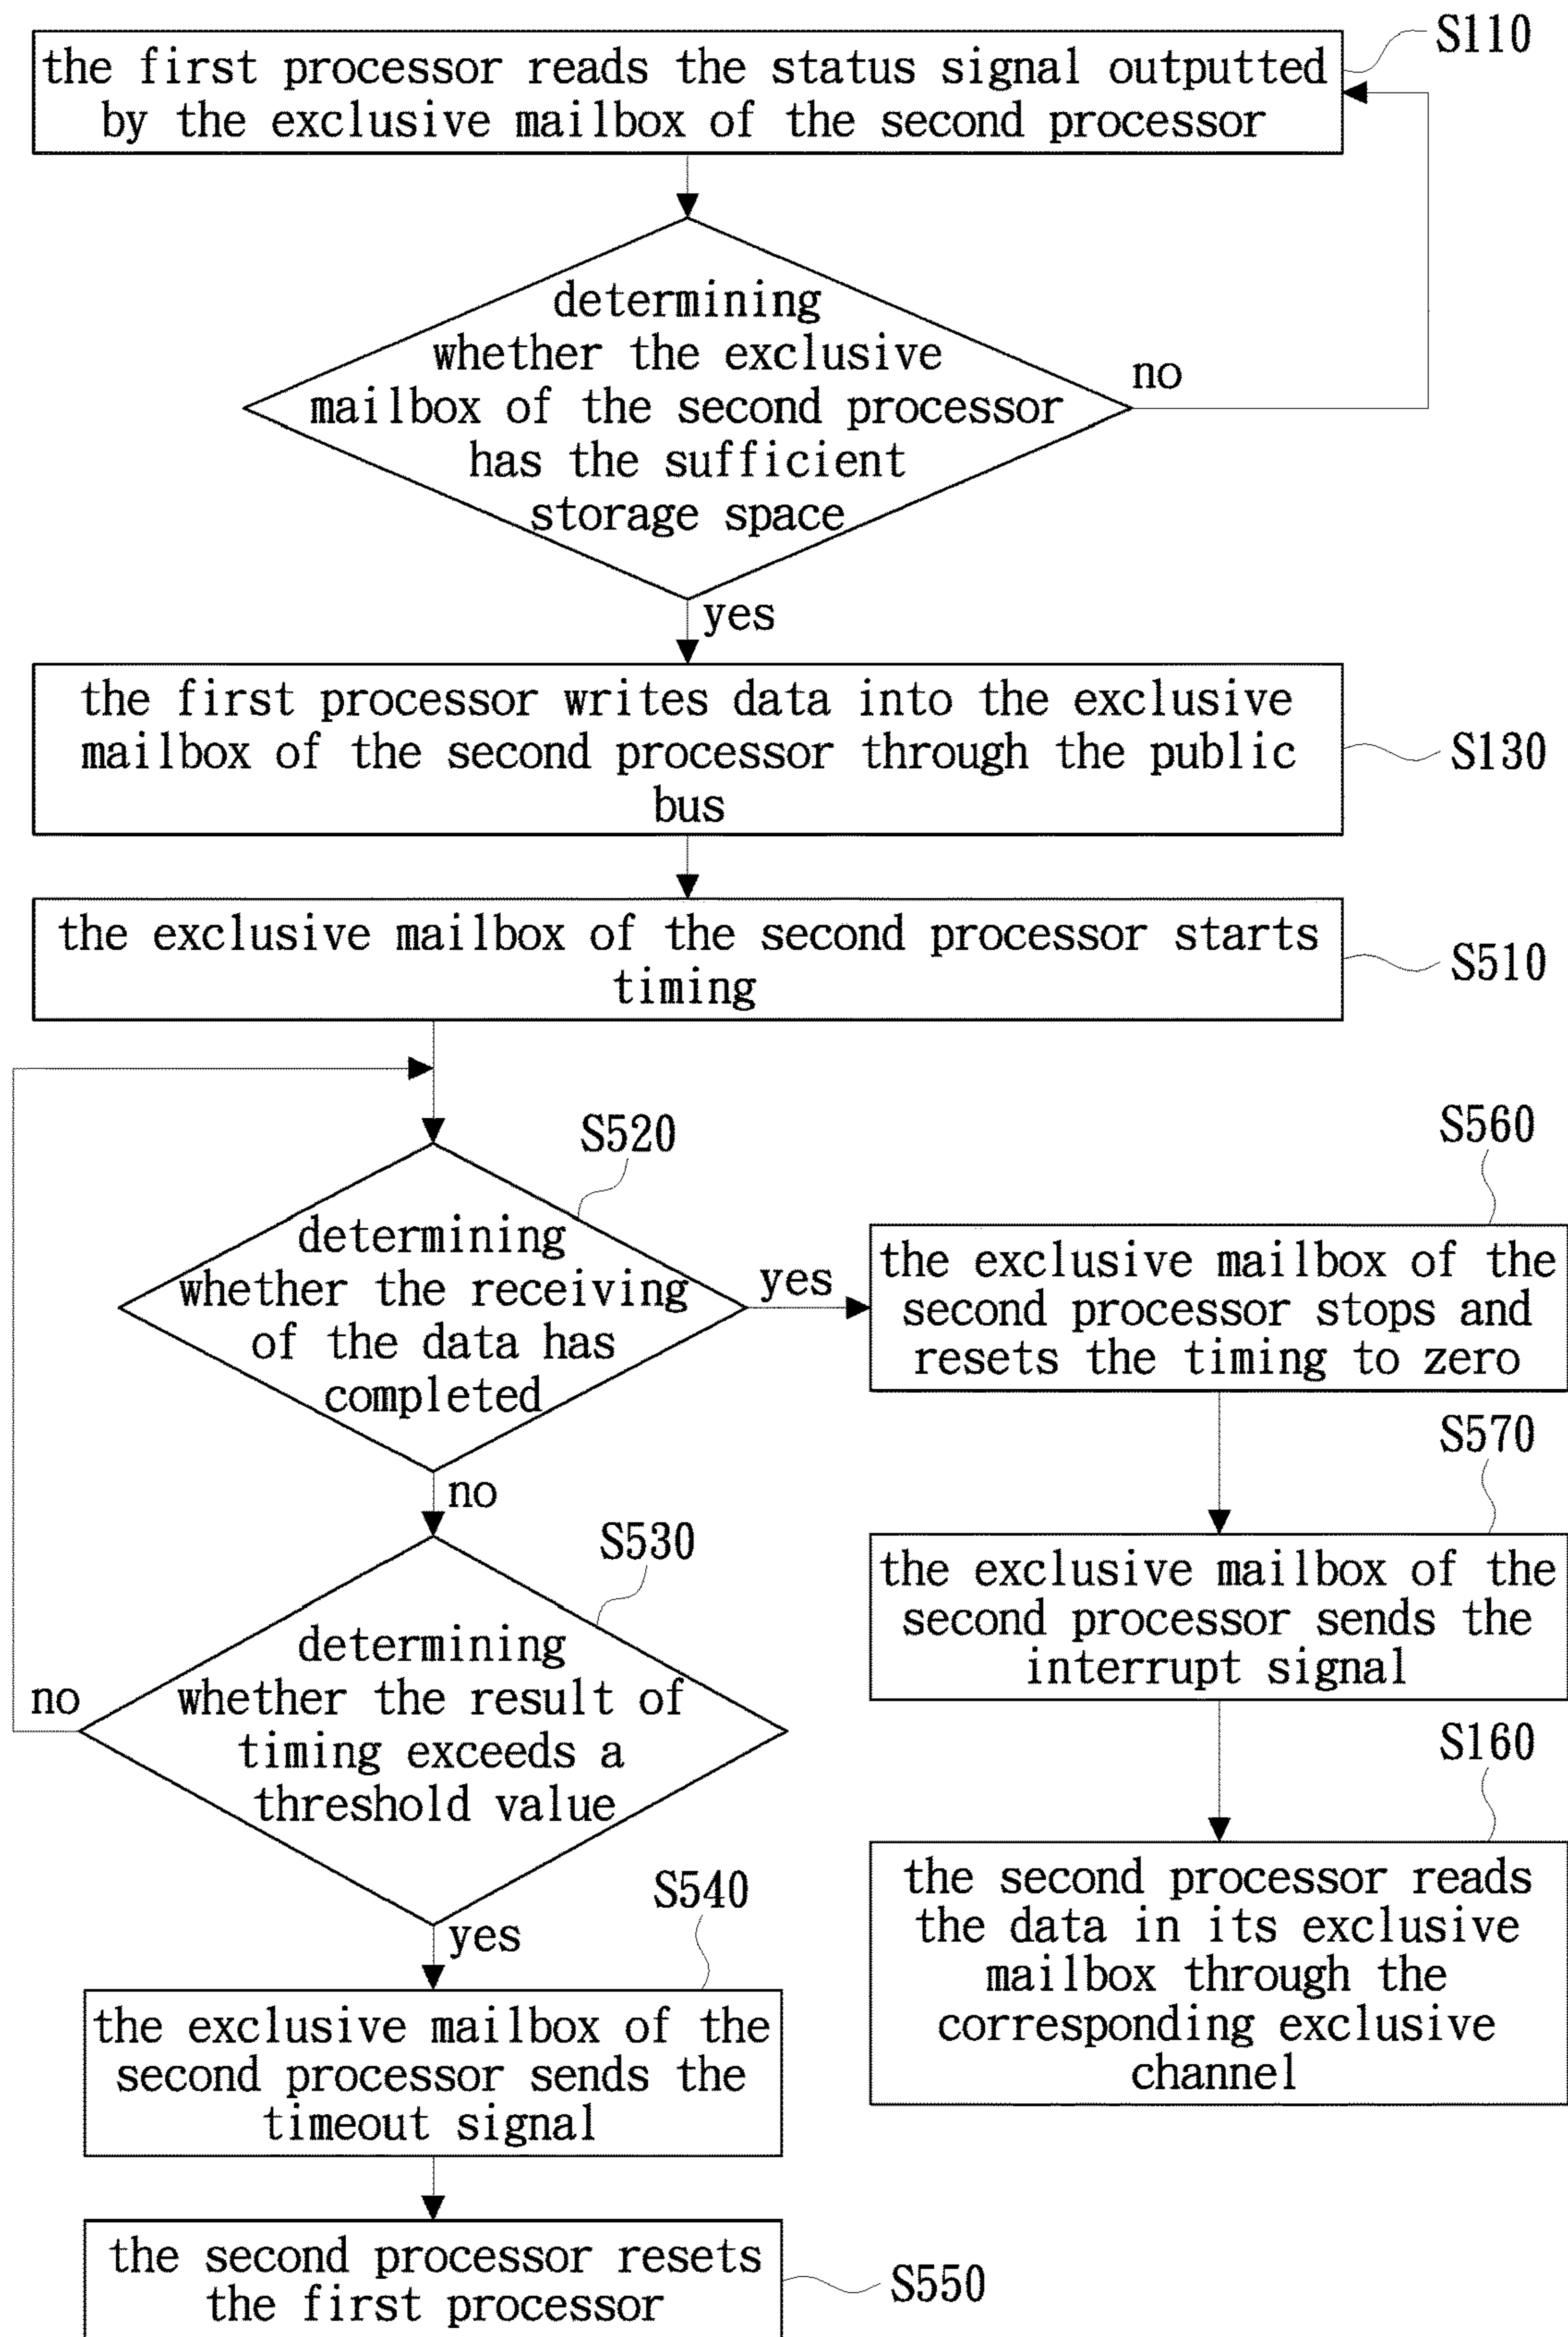 S110
the first processor reads the status signal outputted
by the exclusive mailbox of the second processor
determining
whether the exclusive
mailbox of the second processor
has the sufficient
storage space
no
yes
the first processor writes data into the exclusive
mailbox of the second processor through the public
bus
S130
the exclusive mailbox of the second processor starts
timing
S510
S520
determining
whether the receiving
of the data has
completed
yes
no
S560
the exclusive mailbox of the
second processor stops and
resets the timing to zero
S570
the exclusive mailbox of the
second processor sends the
interrupt signal
S530
determining
whether the result of
timing exceeds a
threshold value
no
yes
S160
the second processor reads
the data in its exclusive
mailbox through the
corresponding exclusive
channel
S540
the exclusive mailbox of the
second processor sends the
timeout signal
the second processor resets
the first processor
S550